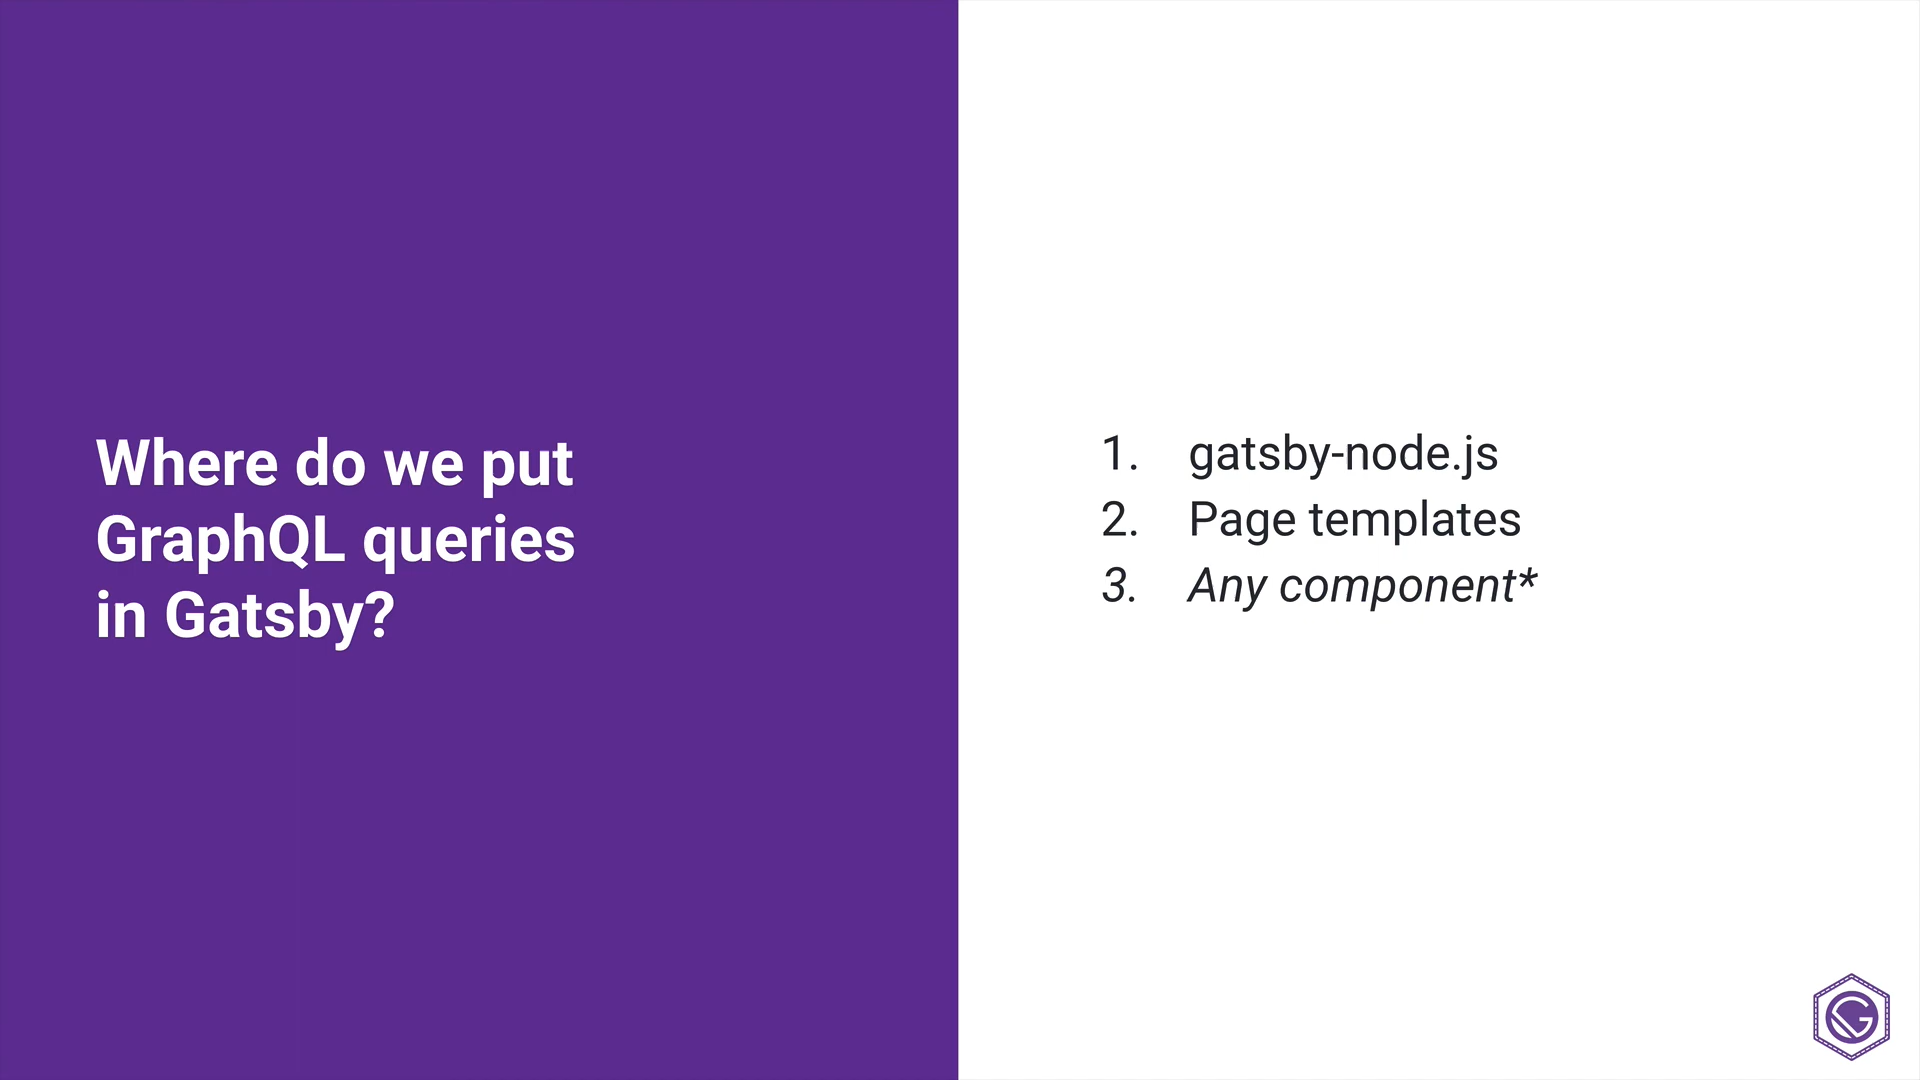 Where do we put
GraphQL queries
in Gatsby?
1. gatsby-node.js
2. Page templates
3. Any component*